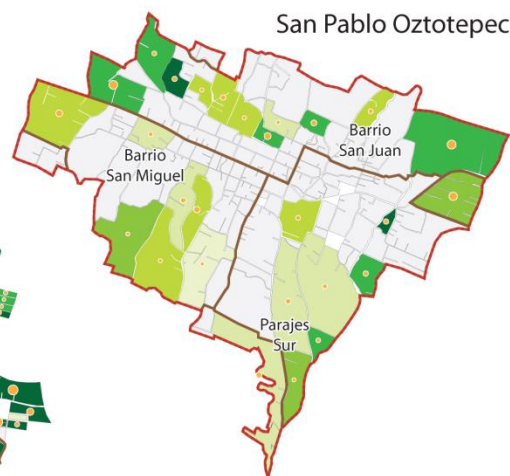 San Pablo Oztotepec
Barrio
San Juan
Barrio
San Miguel
Parajes
Sur